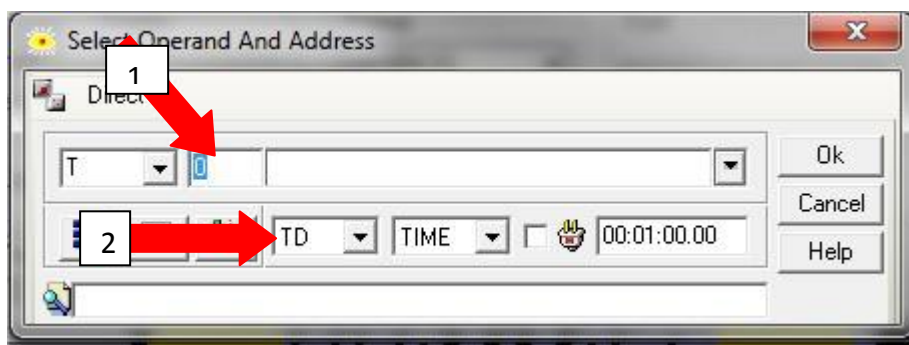 Select Operand And Address
1
Direct
T 0 Ok
Cancel
2 TD TIME 00:01:00.00 Help